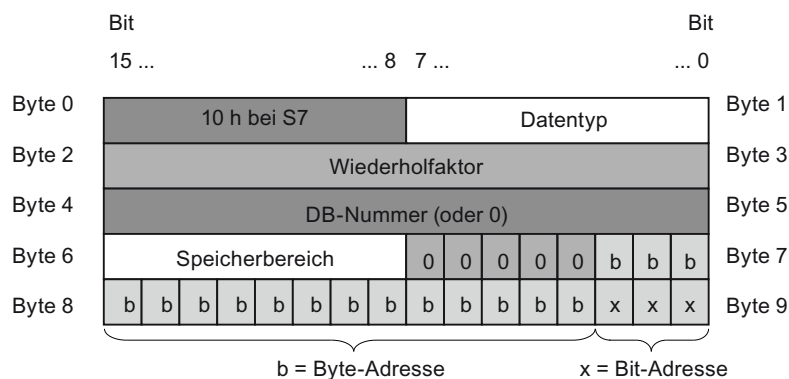 Bit Bit
15 ... ... 8 7 ... ... 0
Byte 0 10 h bei S7 Datentyp Byte 1
Byte 2 Wiederholfaktor Byte 3
Byte 4 DB-Nummer (oder 0) Byte 5
Byte 6 Speicherbereich 0 0 0 0 0 b b b Byte 7
Byte 8 b b b b b b b b b b b b b x x x Byte 9
b = Byte-Adresse x = Bit-Adresse